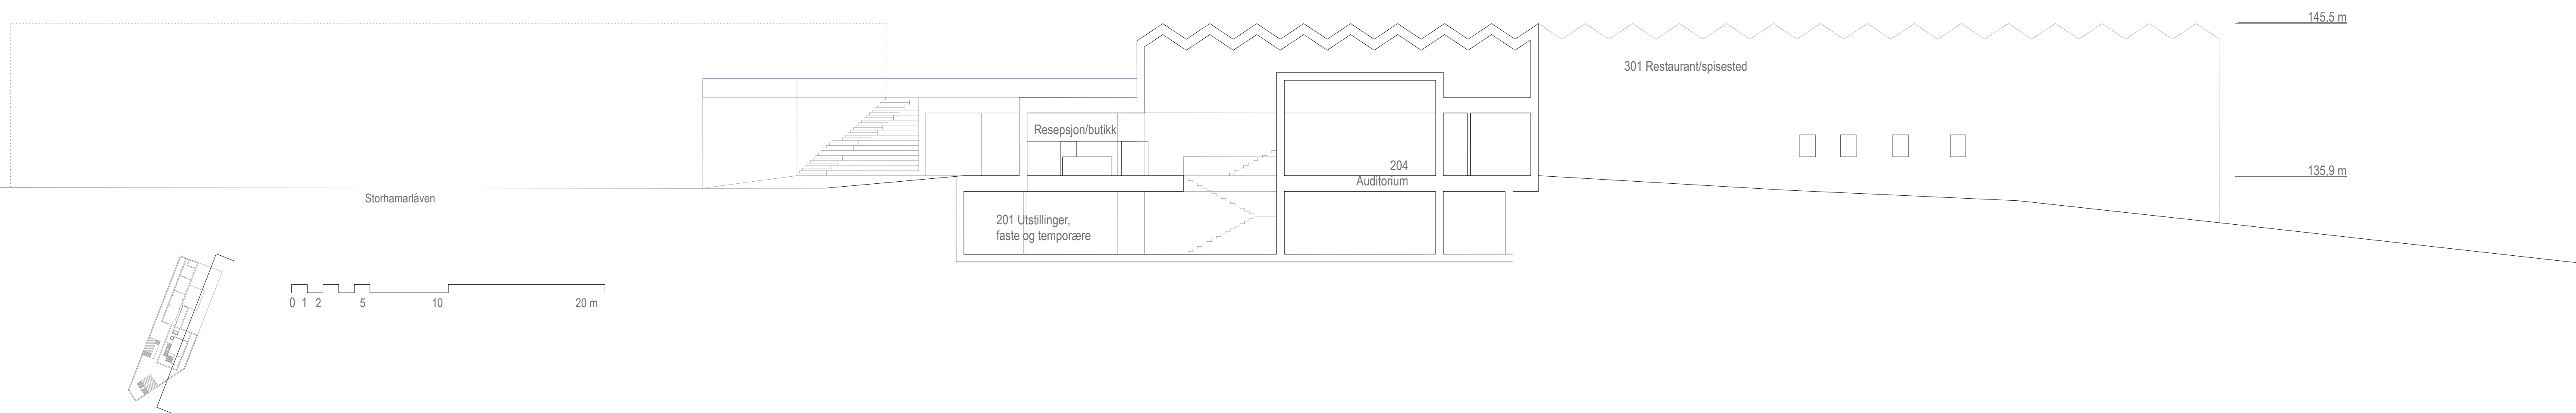 145,5 m
301 Restaurant/spisested
Resepsjon/butikk
204
Auditorium
135,9 m
Storhamarlåven
201 Utstillinger,
faste og temporære
0 1 2 5 10 20 m